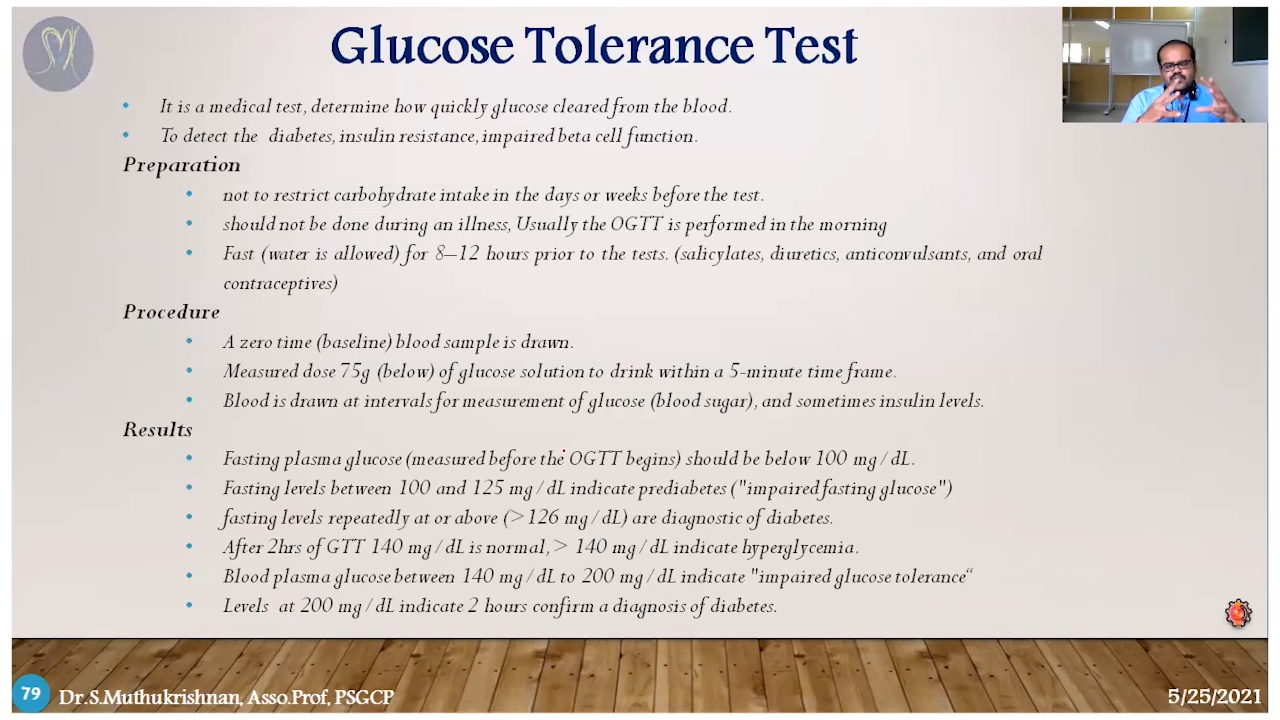 Glucose Tolerance Test
• It is a medical test, determine how quickly glucose cleared from the blood.
• To detect the diabetes, insulin resistance, impaired beta cell function.
Preparation
• not to restrict carbohydrate intake in the days or weeks before the test.
• should not be done during an illness, Usually the OGTT is performed in the morning
• Fast (water is allowed) for 8–12 hours prior to the tests. (salicylates, diuretics, anticonvulsants, and oral
contraceptives)
Procedure
• A zero time (baseline) blood sample is drawn.
• Measured dose 75g (below) of glucose solution to drink within a 5-minute time frame.
• Blood is drawn at intervals for measurement of glucose (blood sugar), and sometimes insulin levels.
Results
• Fasting plasma glucose (measured before the OGTT begins) should be below 100 mg/dL.
• Fasting levels between 100 and 125 mg/dL indicate prediabetes ("impaired fasting glucose")
• fasting levels repeatedly at or above (>126 mg/dL) are diagnostic of diabetes.
• After 2hrs of GTT 140 mg/dL is normal, > 140 mg/dL indicate hyperglycemia.
• Blood plasma glucose between 140 mg/dL to 200 mg/dL indicate "impaired glucose tolerance“
• Levels at 200 mg/dL indicate 2 hours confirm a diagnosis of diabetes.
79 Dr.S.Muthukrishnan, Asso.Prof, PSGCP 5/25/2021